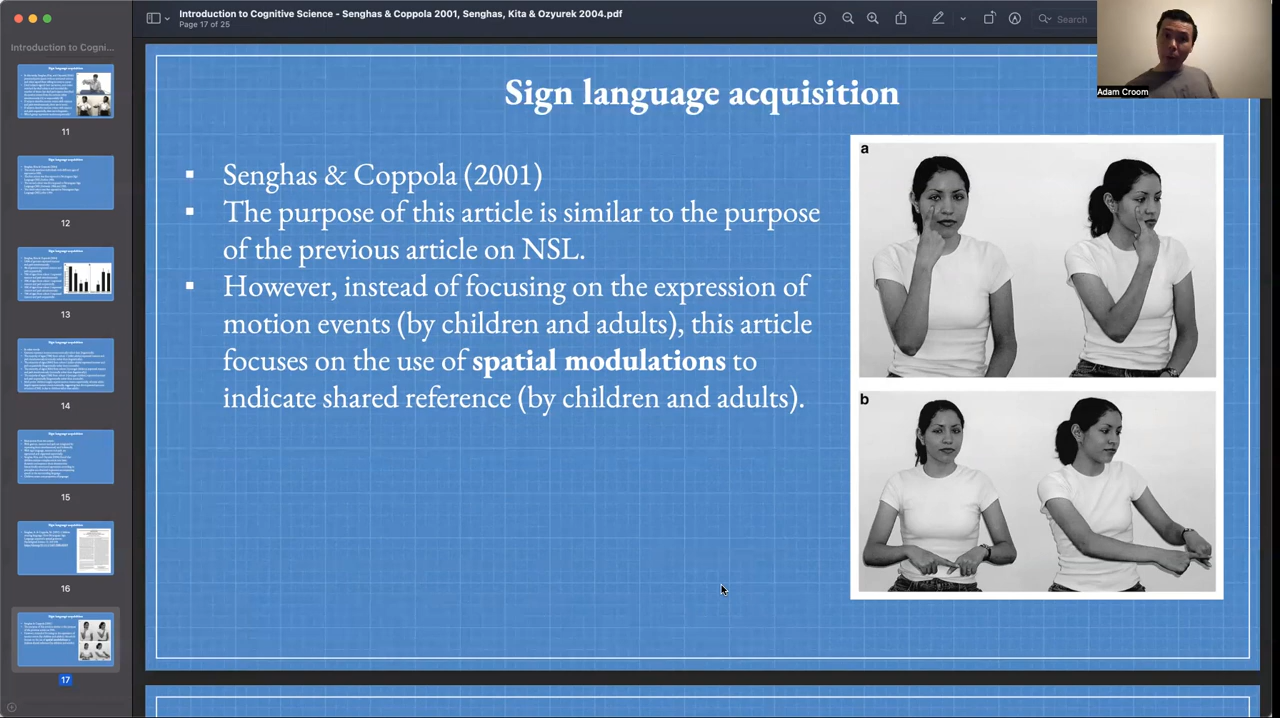 Introduction to Cognitive Science - Senghas & Coppola 2001, Senghas, Kita & Ozyurek 2004.pdf
Page 17 of 25
Search
Introduction to Cogni...
Adam Croom
11
12
13
14
15
16
17
Sign language acquisition
Senghas & Coppola (2001)
The purpose of this article is similar to the purpose
of the previous article on NSL.
However, instead of focusing on the expression of
motion events (by children and adults), this article
focuses on the use of spatial modulations to
indicate shared reference (by children and adults).
a
b